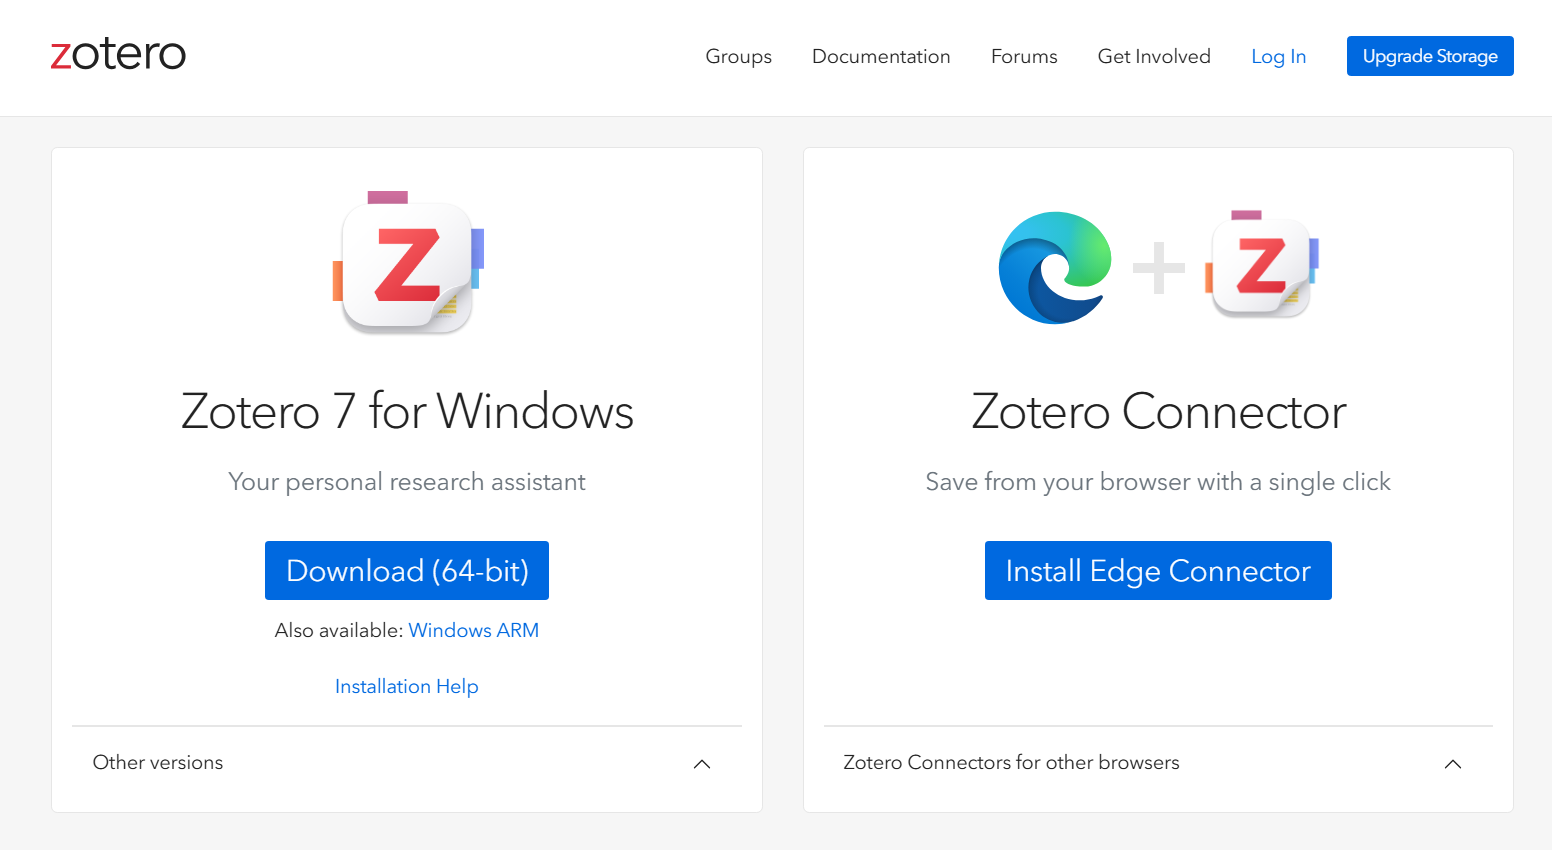 zotero
Groups
Documentation
Forums
Get Involved
Log In
Upgrade Storage
Z
Zotero 7 for Windows
Your personal research assistant
Download (64-bit)
Also available: Windows ARM
Installation Help
Other versions
Z
Zotero Connector
Save from your browser with a single click
Install Edge Connector
Zotero Connectors for other browsers